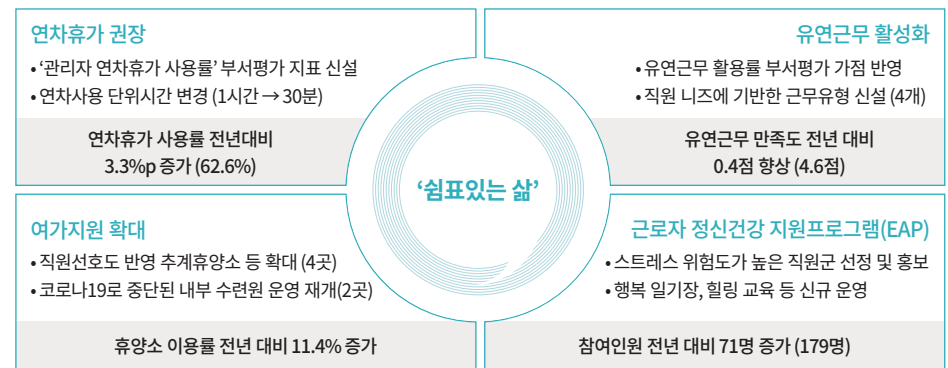 연차휴가 권장
• ‘관리자 연차휴가 사용률’ 부서평가 지표 신설
• 연차사용 단위시간 변경 (1시간 → 30분)
연차휴가 사용률 전년대비
3.3%p 증가 (62.6%)
유연근무 활성화
• 유연근무 활용률 부서평가 가점 반영
• 직원 니즈에 기반한 근무유형 신설 (4개)
유연근무 만족도 전년 대비
0.4점 향상 (4.6점)
‘쉼표있는 삶’
여가지원 확대
• 직원선호도 반영 추계휴양소 등 확대 (4곳)
• 코로나19로 중단된 내부 수련원 운영 재개(2곳)
휴양소 이용률 전년 대비 11.4% 증가
근로자 정신건강 지원프로그램(EAP)
• 스트레스 위험도가 높은 직원군 선정 및 홍보
• 행복 일기장, 힐링 교육 등 신규 운영
참여인원 전년 대비 71명 증가 (179명)